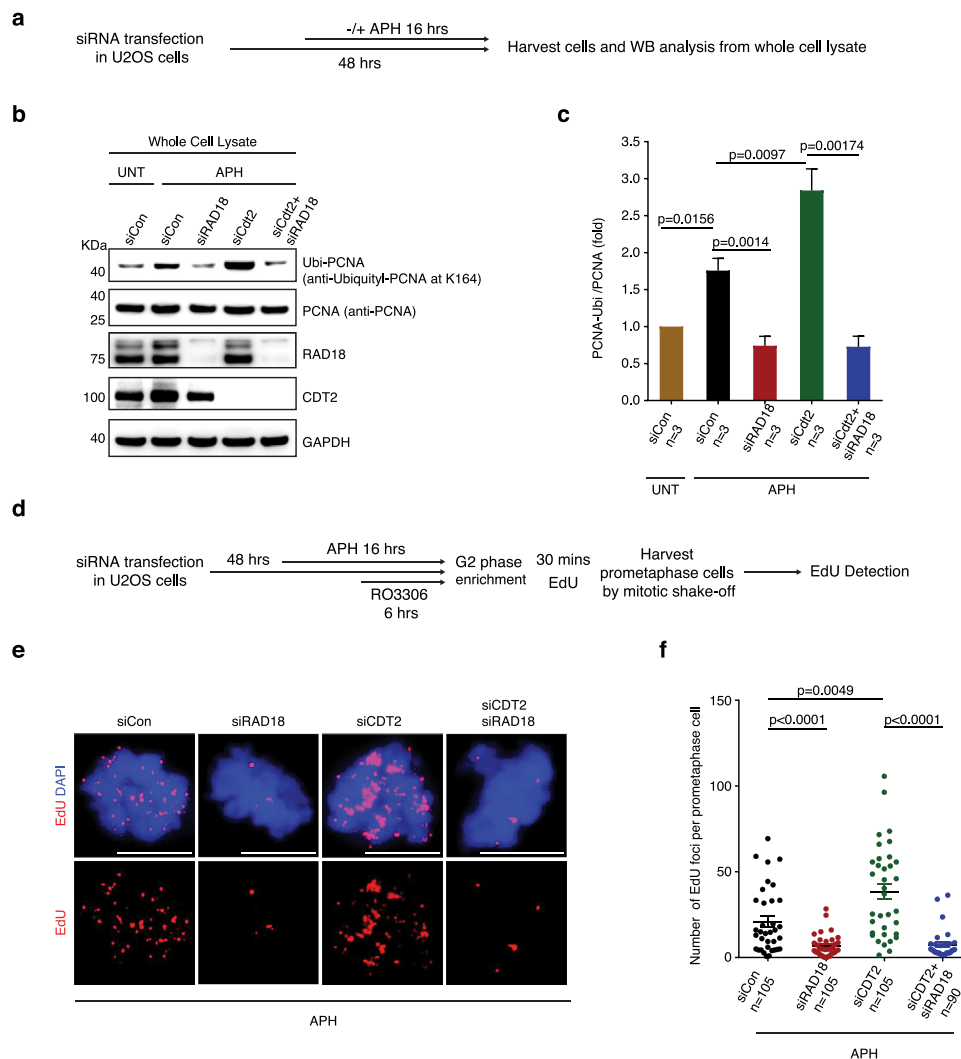 a
siRNA transfection
in U2OS cells
-/+ APH 16 hrs
48 hrs
Harvest cells and WB analysis from whole cell lysate
b
Whole Cell Lysate
UNT
APH
siCon
siCon
siRAD18
siCdt2
siCdt2+
siRAD18
KDa
40
Ubi-PCNA
(anti-Ubiquityl-PCNA at K164)
40
25
PCNA (anti-PCNA)
75
RAD18
100
CDT2
40
GAPDH
c
PCNA-Ubi /PCNA (fold)
3.5
3.0
2.5
2.0
1.5
1.0
0.5
0.0
p=0.00174
p=0.0097
p=0.0156
p=0.0014
siCon
n=3
siCon
n=3
siRAD18
n=3
siCdt2
n=3
siCdt2+
siRAD18
n=3
UNT
APH
d
siRNA transfection
in U2OS cells
48 hrs
APH 16 hrs
RO3306
6 hrs
G2 phase
enrichment
30 mins
EdU
Harvest
prometaphase cells
by mitotic shake-off
EdU Detection
e
siCon
siRAD18
siCDT2
siCDT2
siRAD18
EdU DAPI
EdU
APH
f
Number of EdU foci per prometaphase cell
150
100
50
0
p=0.0049
p<0.0001
p<0.0001
siCon
n=105
siRAD18
n=105
siCDT2
n=105
siCDT2+
siRAD18
n=90
APH